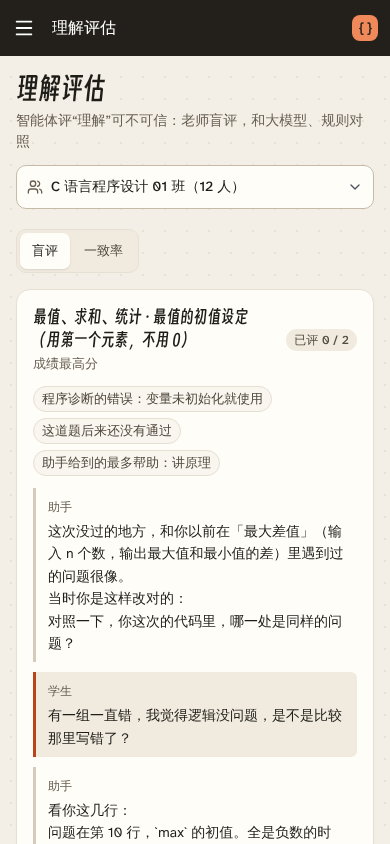 理解评估
{ }
理解评估
智能体评“理解”可不可信：老师盲评，和大模型、规则对
照
C 语言程序设计 01 班（12 人）
盲评
一致率
最值、求和、统计 · 最值的初值设定
（用第一个元素，不用 0）
已评 0 / 2
成绩最高分
程序诊断的错误：变量未初始化就使用
这道题后来还没有通过
助手给到的最多帮助：讲原理
助手
这次没过的地方，和你以前在「最大差值」（输
入 n 个数，输出最大值和最小值的差）里遇到过
的问题很像。
当时你是这样改对的：
对照一下，你这次的代码里，哪一处是同样的问
题？
学生
有一组一直错，我觉得逻辑没问题，是不是比较
那里写错了？
助手
看你这几行：
问题在第 10 行，`max` 的初值。全是负数的时